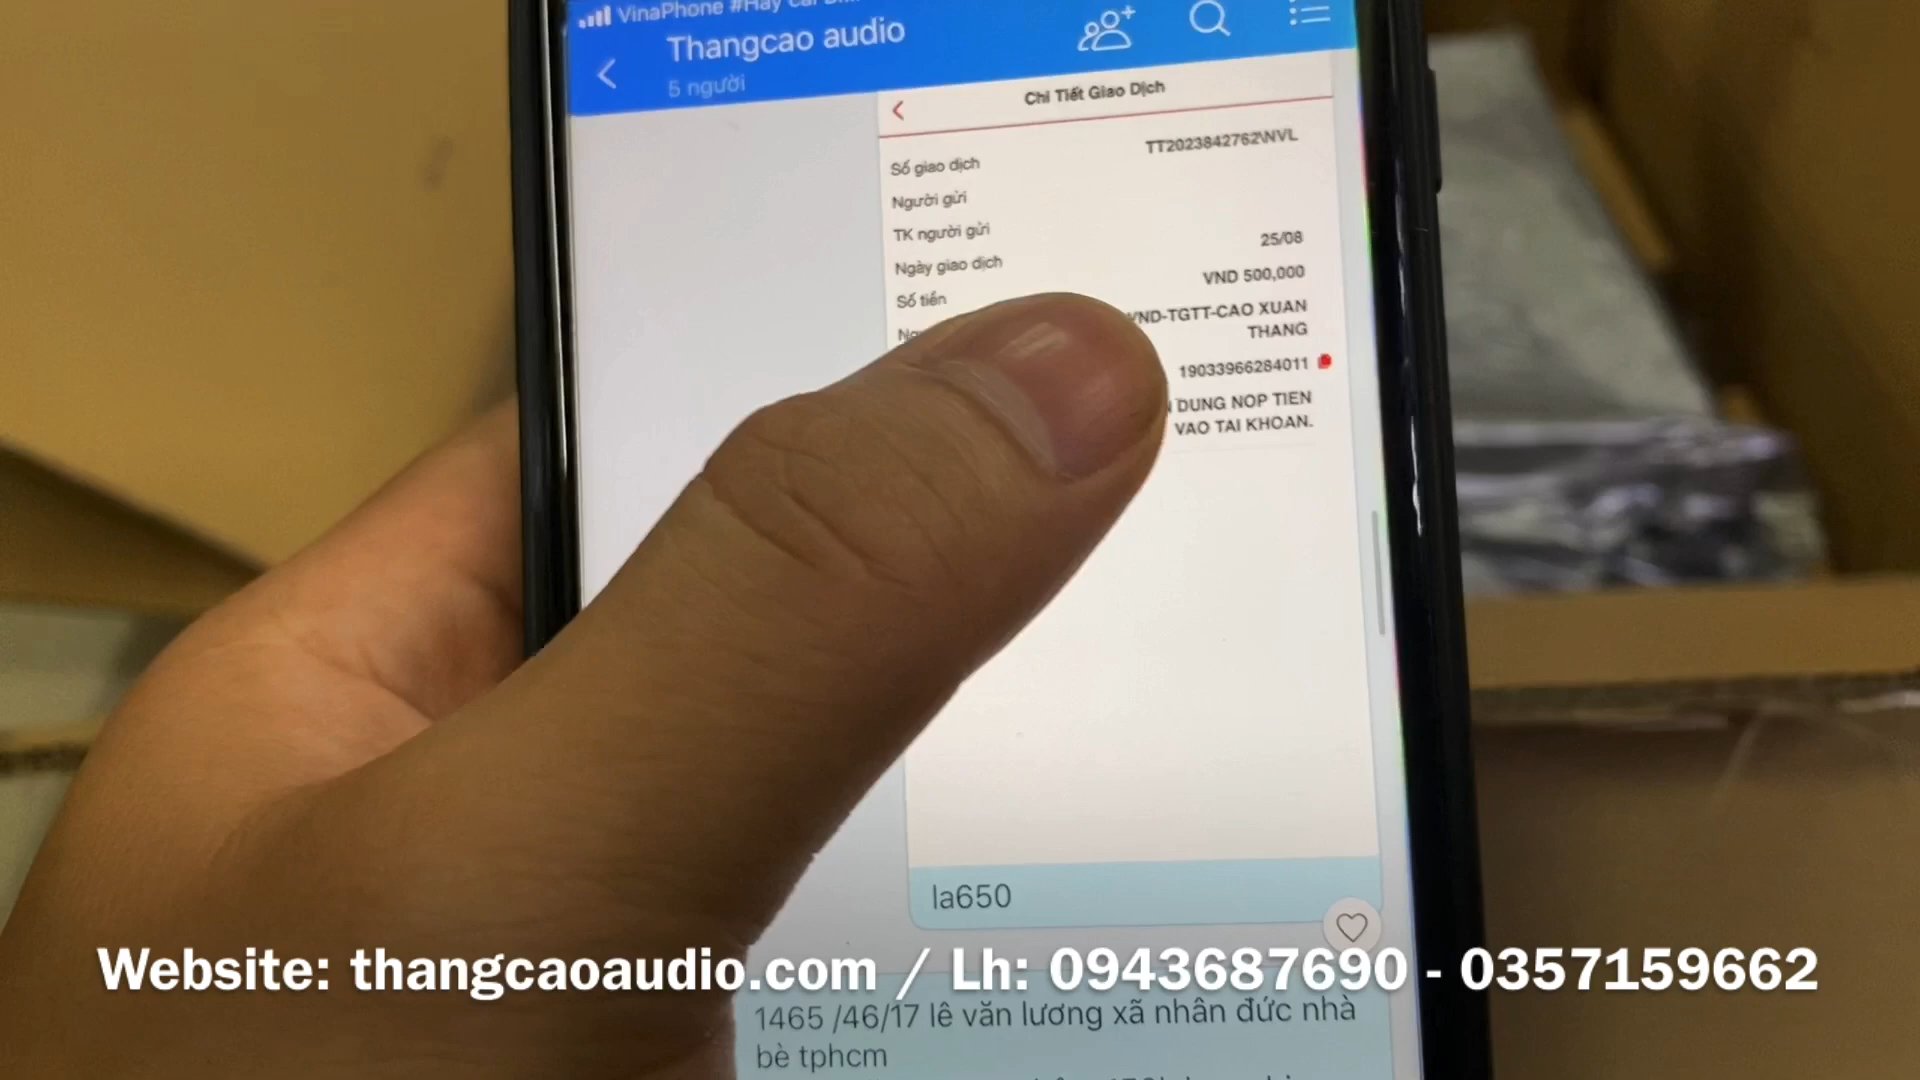 VinaPhone #Hay
Thangcao audio
5 người
Chi Tiết Giao Dịch
Số giao dịch
TT2023842762\NVL
Người gửi
TK người gửi
Ngày giao dịch
25/08
Số tiền
VND 500,000
VND-TGTT-CAO XUAN
THANG
19033966284011
DUNG NOP TIEN
VAO TAI KHOAN.
la650
Website: thangcaoaudio.com / Lh: 0943687690 - 0357159662
1465 /46/17 lê văn lương xã nhân đức nhà
bè tphcm